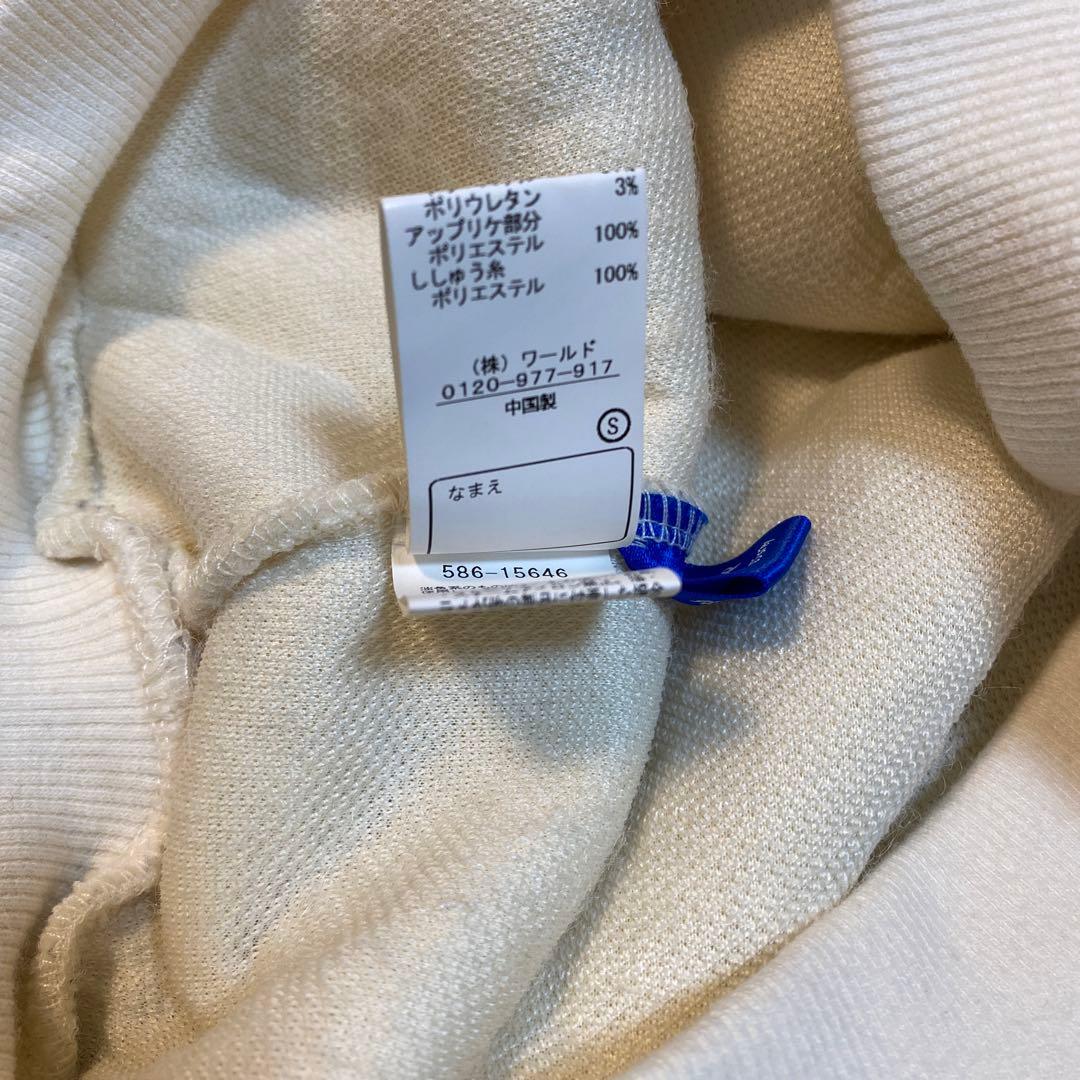 ポリウレタン 3%
アップリケ部分
ポリエステル 100%
ししゅう糸
ポリエステル 100%
(株)ワールド
0120-977-917
中国製
S
なまえ
586-15646